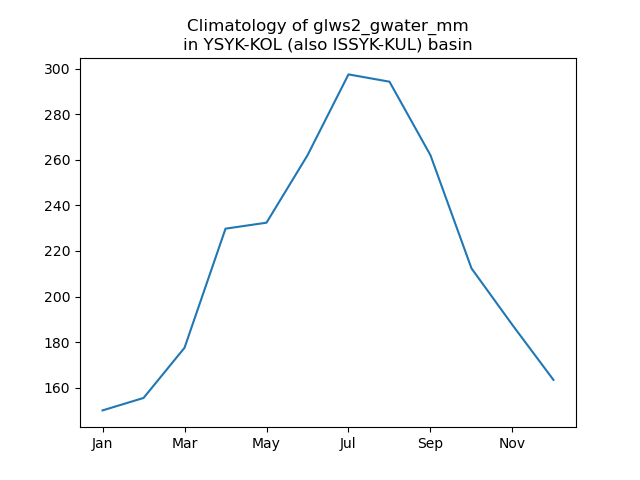 Climatology of glws2_gwater_mm
in YSYK-KOL (also ISSYK-KUL) basin
300
280
260
240
220
200
180
160
Jan Mar May Jul Sep Nov